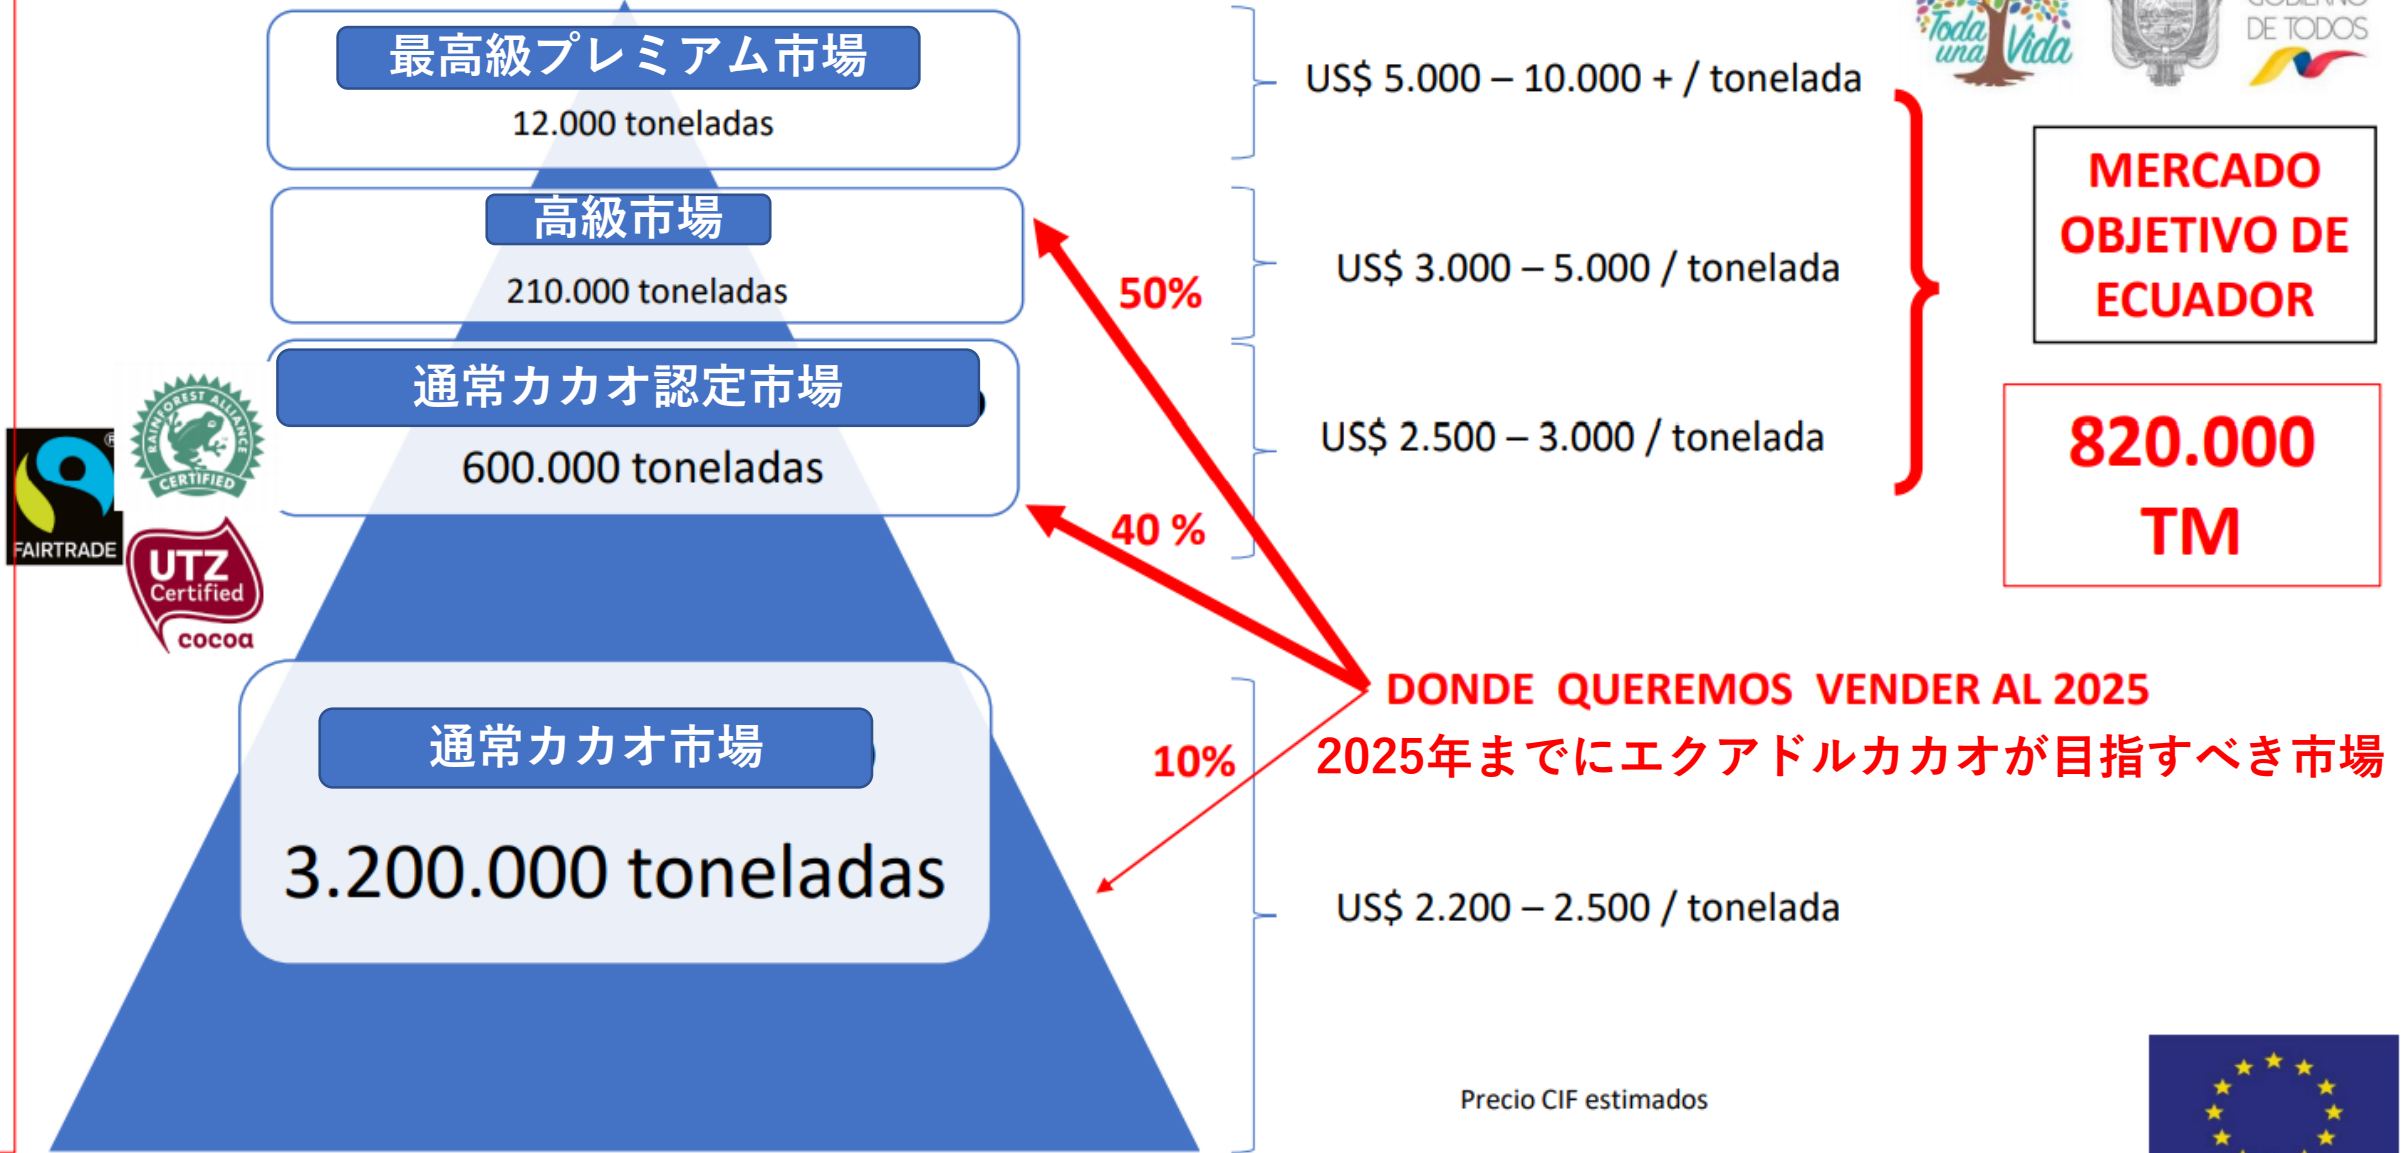 最高級プレミアム市場
12.000 toneladas
US$ 5.000 – 10.000 + / tonelada
Toda
una Vida
GOBIERNO
DE TODOS
高級市場
210.000 toneladas
50%
US$ 3.000 – 5.000 / tonelada
MERCADO
OBJETIVO DE
ECUADOR
通常カカオ認定市場
600.000 toneladas
40 %
US$ 2.500 – 3.000 / tonelada
820.000
TM
RAINFOREST ALLIANCE
CERTIFIED
FAIRTRADE
UTZ
Certified
cocoa
DONDE QUEREMOS VENDER AL 2025
2025年までにエクアドルカカオが目指すべき市場
通常カカオ市場
3.200.000 toneladas
10%
US$ 2.200 – 2.500 / tonelada
Precio CIF estimados